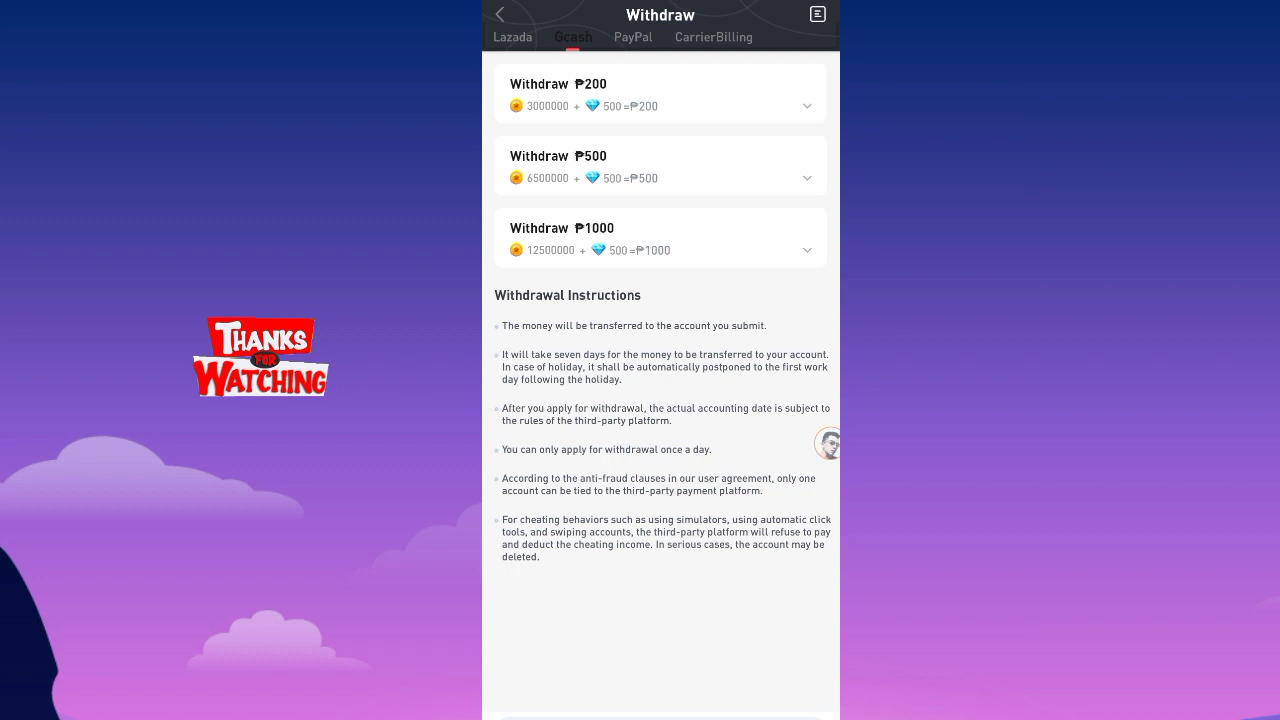 Withdraw
Lazada Gcash PayPal CarrierBilling
Withdraw ₱200
3000000 + 500 =₱200
Withdraw ₱500
6500000 + 500 =₱500
Withdraw ₱1000
12500000 + 500 =₱1000
Withdrawal Instructions
The money will be transferred to the account you submit.
It will take seven days for the money to be transferred to your account.
In case of holiday, it shall be automatically postponed to the first work
day following the holiday.
After you apply for withdrawal, the actual accounting date is subject to
the rules of the third-party platform.
You can only apply for withdrawal once a day.
According to the anti-fraud clauses in our user agreement, only one
account can be tied to the third-party payment platform.
For cheating behaviors such as using simulators, using automatic click
tools, and swiping accounts, the third-party platform will refuse to pay
and deduct the cheating income. In serious cases, the account may be
deleted.
THANKS
FOR
WATCHING